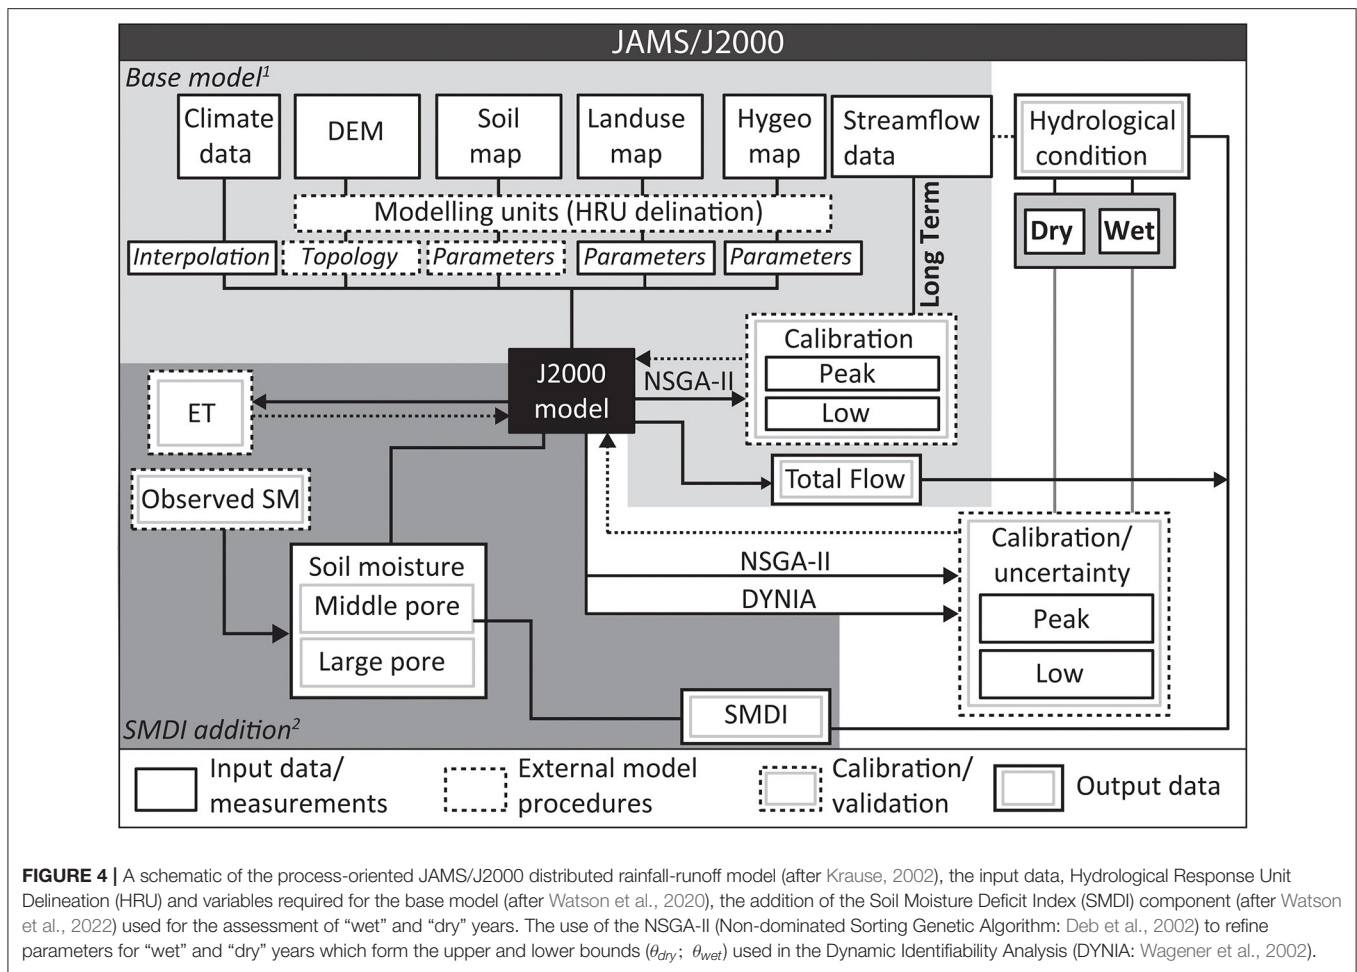 JAMS/J2000
Base model1
Climate
data
DEM
Soil
map
Landuse
map
Hygeo
map
Streamflow
data
Hydrological
condition
Modelling units (HRU delination)
Dry
Wet
Interpolation
Topology
Parameters
Parameters
Parameters
Long Term
Calibration
Peak
Low
J2000
model
NSGA-II
ET
Total Flow
Observed SM
Calibration/
uncertainty
Peak
Low
Soil moisture
Middle pore
Large pore
NSGA-II
DYNIA
SMDI
SMDI addition2
Input data/
measurements
External model
procedures
Calibration/
validation
Output data
FIGURE 4 | A schematic of the process-oriented JAMS/J2000 distributed rainfall-runoff model (after Krause, 2002), the input data, Hydrological Response Unit
Delineation (HRU) and variables required for the base model (after Watson et al., 2020), the addition of the Soil Moisture Deficit Index (SMDI) component (after Watson
et al., 2022) used for the assessment of “wet” and “dry” years. The use of the NSGA-II (Non-dominated Sorting Genetic Algorithm: Deb et al., 2002) to refine
parameters for “wet” and “dry” years which form the upper and lower bounds (θdry ; θwet) used in the Dynamic Identifiability Analysis (DYNIA: Wagener et al., 2002).